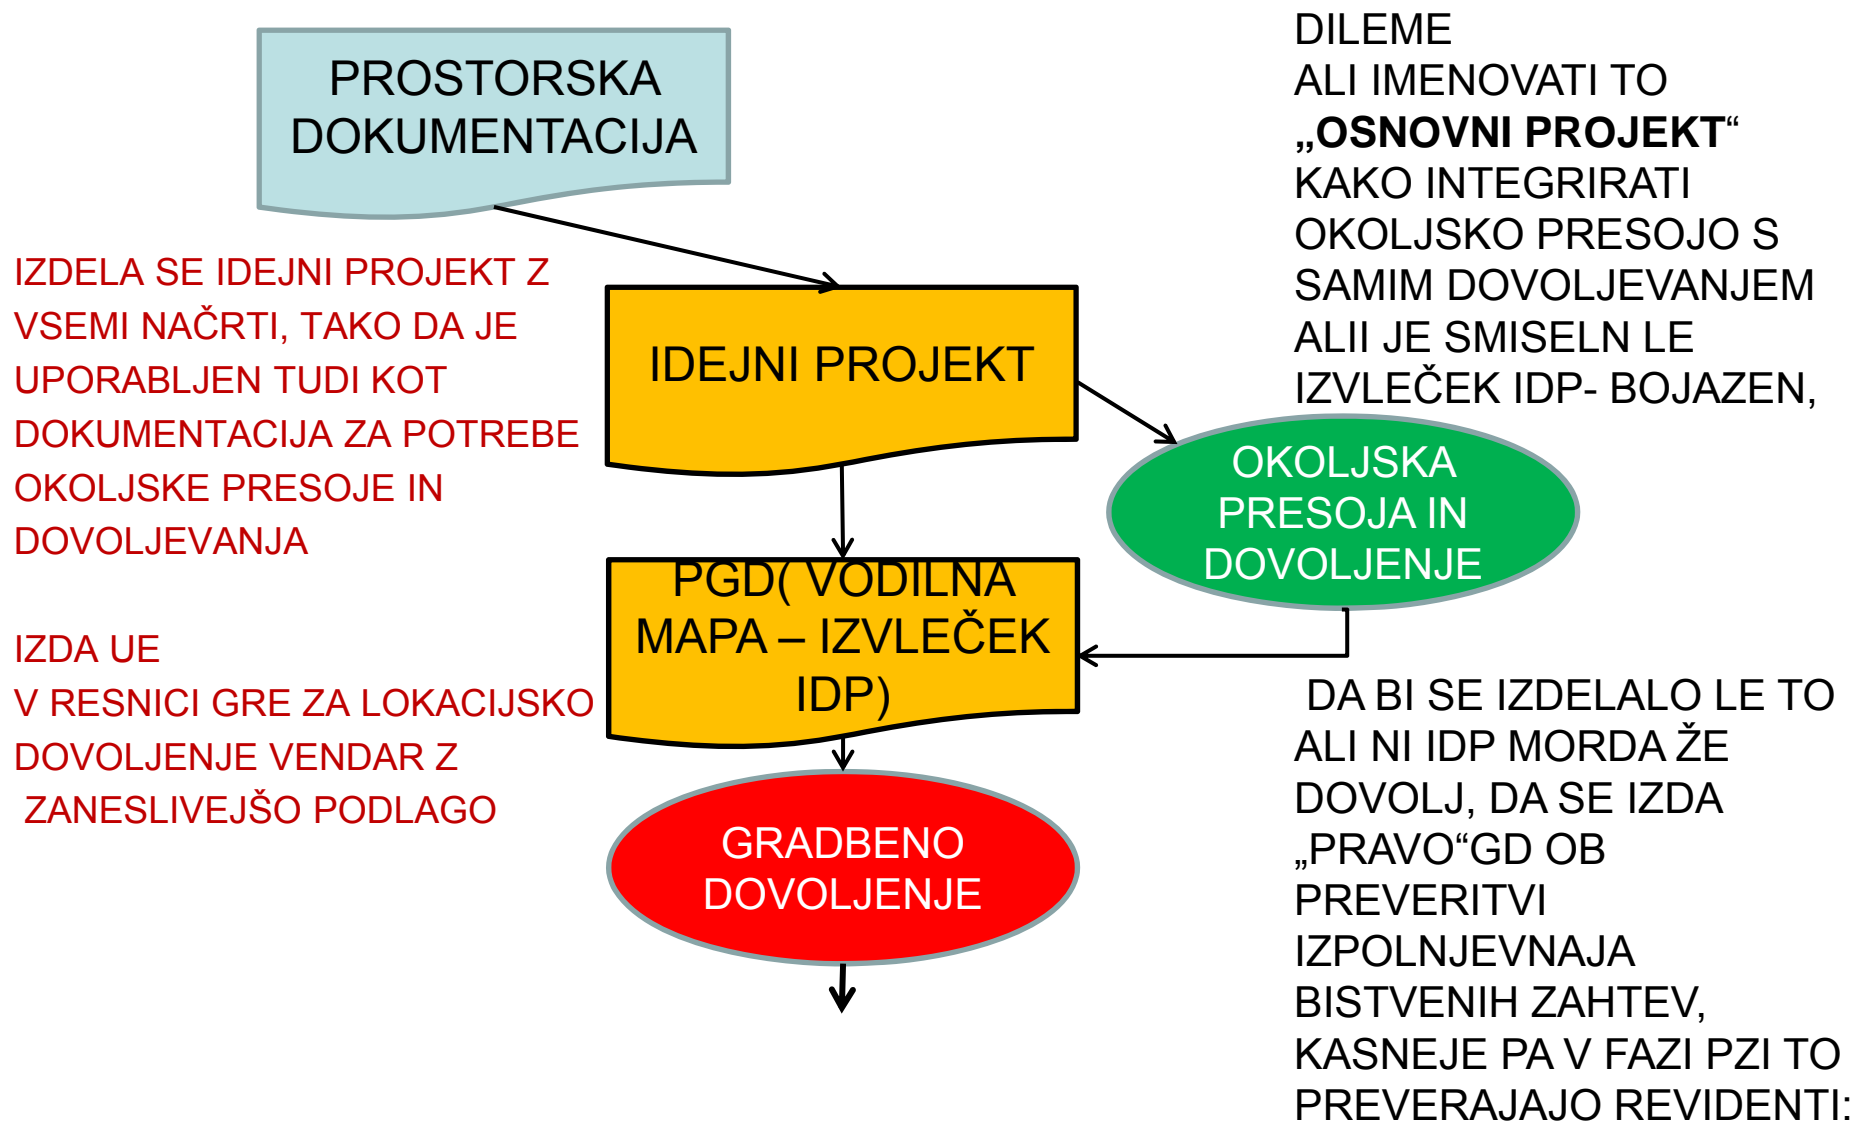 PROSTORSKA
DOKUMENTACIJA
IZDELA SE IDEJNI PROJEKT Z
VSEMI NAČRTI, TAKO DA JE
UPORABLJEN TUDI KOT
DOKUMENTACIJA ZA POTREBE
OKOLJSKE PRESOJE IN
DOVOLJEVANJA
IZDA UE
V RESNICI GRE ZA LOKACIJSKO
DOVOLJENJE VENDAR Z
ZANESLIVEJŠO PODLAGO
IDEJNI PROJEKT
PGD( VODILNA
MAPA – IZVLEČEK
IDP)
GRADBENO
DOVOLJENJE
DILEME
ALI IMENOVATI TO
„OSNOVNI PROJEKT“
KAKO INTEGRIRATI
OKOLJSKO PRESOJO S
SAMIM DOVOLJEVANJEM
ALII JE SMISELN LE
IZVLEČEK IDP- BOJAZEN,
OKOLJSKA
PRESOJA IN
DOVOLJENJE
DA BI SE IZDELALO LE TO
ALI NI IDP MORDA ŽE
DOVOLJ, DA SE IZDA
„PRAVO“GD OB
PREVERITVI
IZPOLNJEVNAJA
BISTVENIH ZAHTEV,
KASNEJE PA V FAZI PZI TO
PREVERAJAJO REVIDENTI: